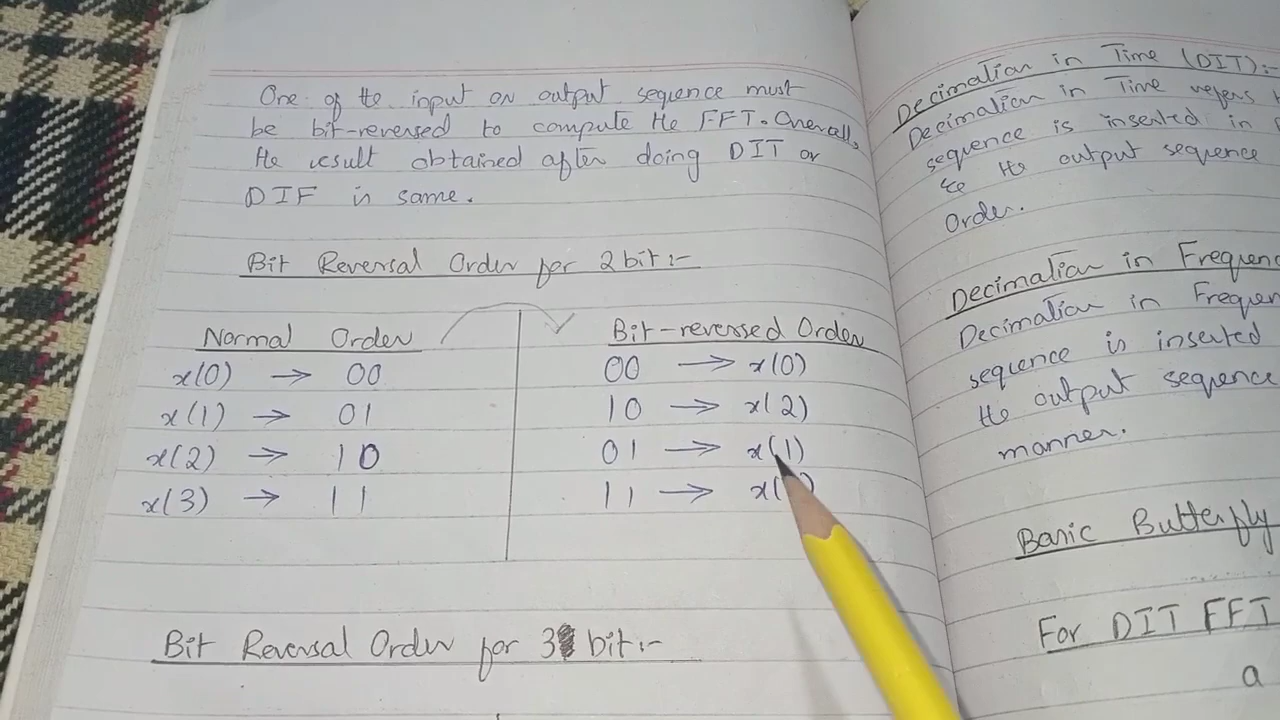 One of the input on output sequence must
be bit-reversed to compute the FFT. Overall,
the result obtained after doing DIT or
DIF is same.
Bit Reversal Order for 2 bit :-
Normal Order
x(0) → 00
x(1) → 01
x(2) → 10
x(3) → 11
Bit-reversed Order
00 → x(0)
10 → x(2)
01 → x(1)
11 → x( )
Bit Reversal Order for 3 bit :-
Decimation in Time (DIT) :-
Decimation in Time refers
sequence is inserted in
the output sequence
Order.
Decimation in Frequen
Decimation in Frequen
sequence is inserted
the output sequence
manner.
Basic Butterfly
For DIT FFT
a